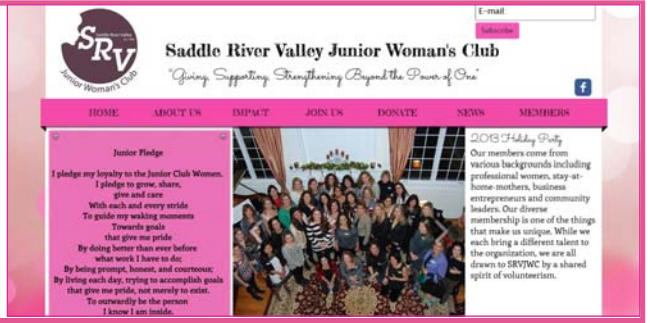 E-mail:
Subscribe
Saddle River Valley
SRV
Junior Woman's Club
Saddle River Valley Junior Woman's Club
"Giving, Supporting, Strengthening Beyond the Power of One"
f
HOME ABOUT US IMPACT JOIN US DONATE NEWS MEMBERS
Junior Pledge
I pledge my loyalty to the Junior Club Women.
I pledge to grow, share,
give and care
With each and every stride
To guide my waking moments
Towards goals
that give me pride
By doing better than ever before
what work I have to do;
By being prompt, honest, and courteous;
By living each day, trying to accomplish goals
that give me pride, not merely to exist.
To outwardly be the person
I know I am inside.
2013 Holiday Party
Our members come from
various backgrounds including
professional women, stay-at-
home-mothers, business
entrepreneurs and community
leaders. Our diverse
membership is one of the things
that make us unique. While we
each bring a different talent to
the organization, we are all
drawn to SRVJWC by a shared
spirit of volunteerism.